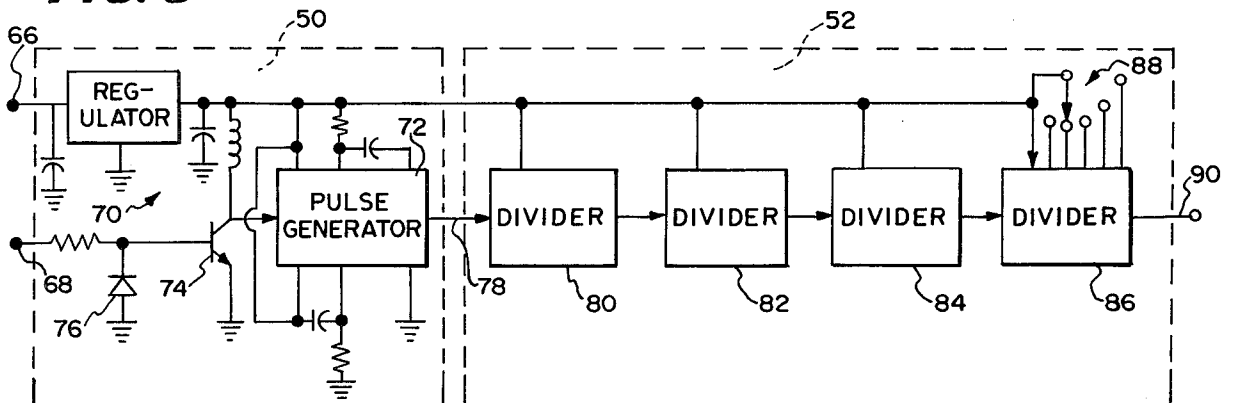 50
52
66
88
REG-
ULATOR
72
70
PULSE
GENERATOR
DIVIDER
DIVIDER
DIVIDER
DIVIDER
90
68
74
76
78
80
82
84
86